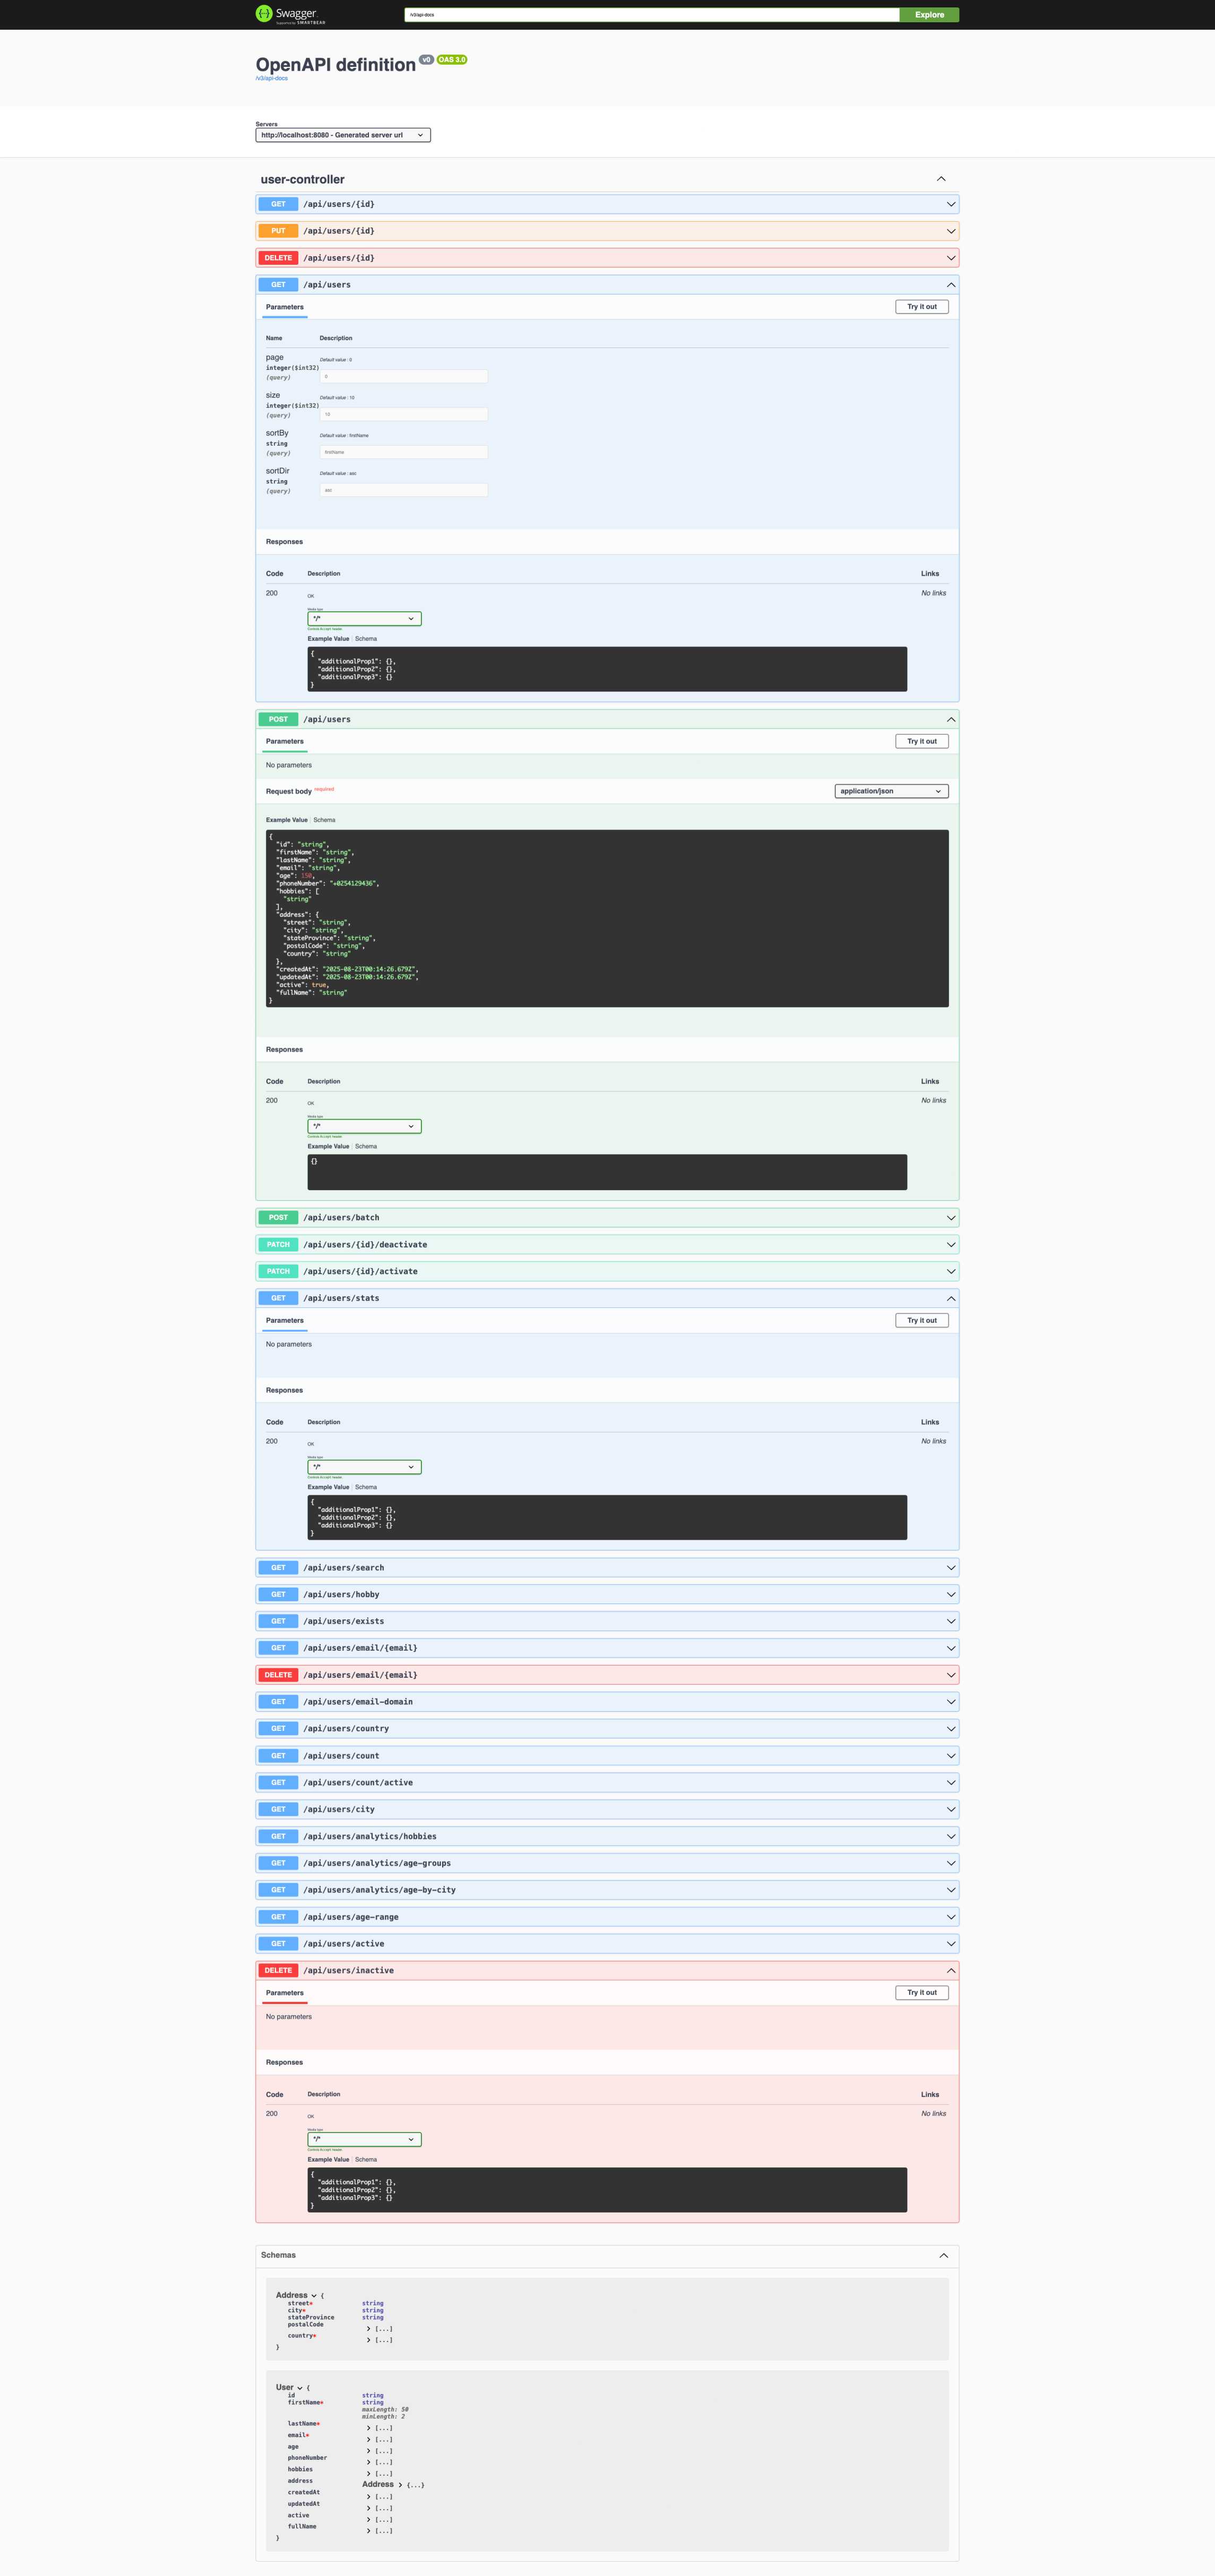 Swagger
Supported by SMARTBEAR
/v3/api-docs
Explore
OpenAPI definition v0 OAS 3.0
/v3/api-docs
Servers
http://localhost:8080 - Generated server url
user-controller
GET /api/users/{id}
PUT /api/users/{id}
DELETE /api/users/{id}
GET /api/users
Parameters Try it out
Name Description
page Default value : 0
integer($int32) 0
(query)
size Default value : 10
integer($int32) 10
(query)
sortBy Default value : firstName
string firstName
(query)
sortDir Default value : asc
string asc
(query)
Responses
Code Description Links
200 OK No links
Media type
*/*
Controls Accept header.
Example Value Schema
{
"additionalProp1": {},
"additionalProp2": {},
"additionalProp3": {}
}
POST /api/users
Parameters Try it out
No parameters
Request body required application/json
Example Value Schema
{
"id": "string",
"firstName": "string",
"lastName": "string",
"email": "string",
"age": 150,
"phoneNumber": "+0254129436",
"hobbies": [
"string"
],
"address": {
"street": "string",
"city": "string",
"stateProvince": "string",
"postalCode": "string",
"country": "string"
},
"createdAt": "2025-08-23T00:14:26.679Z",
"updatedAt": "2025-08-23T00:14:26.679Z",
"active": true,
"fullName": "string"
}
Responses
Code Description Links
200 OK No links
Media type
*/*
Controls Accept header.
Example Value Schema
{}
POST /api/users/batch
PATCH /api/users/{id}/deactivate
PATCH /api/users/{id}/activate
GET /api/users/stats
Parameters Try it out
No parameters
Responses
Code Description Links
200 OK No links
Media type
*/*
Controls Accept header.
Example Value Schema
{
"additionalProp1": {},
"additionalProp2": {},
"additionalProp3": {}
}
GET /api/users/search
GET /api/users/hobby
GET /api/users/exists
GET /api/users/email/{email}
DELETE /api/users/email/{email}
GET /api/users/email-domain
GET /api/users/country
GET /api/users/count
GET /api/users/count/active
GET /api/users/city
GET /api/users/analytics/hobbies
GET /api/users/analytics/age-groups
GET /api/users/analytics/age-by-city
GET /api/users/age-range
GET /api/users/active
DELETE /api/users/inactive
Parameters Try it out
No parameters
Responses
Code Description Links
200 OK No links
Media type
*/*
Controls Accept header.
Example Value Schema
{
"additionalProp1": {},
"additionalProp2": {},
"additionalProp3": {}
}
Schemas
Address {
street* string
city* string
stateProvince string
postalCode [...]
country* [...]
}
User {
id string
firstName* string
maxLength: 50
minLength: 2
lastName* [...]
email* [...]
age [...]
phoneNumber [...]
hobbies [...]
address Address {...}
createdAt [...]
updatedAt [...]
active [...]
fullName [...]
}